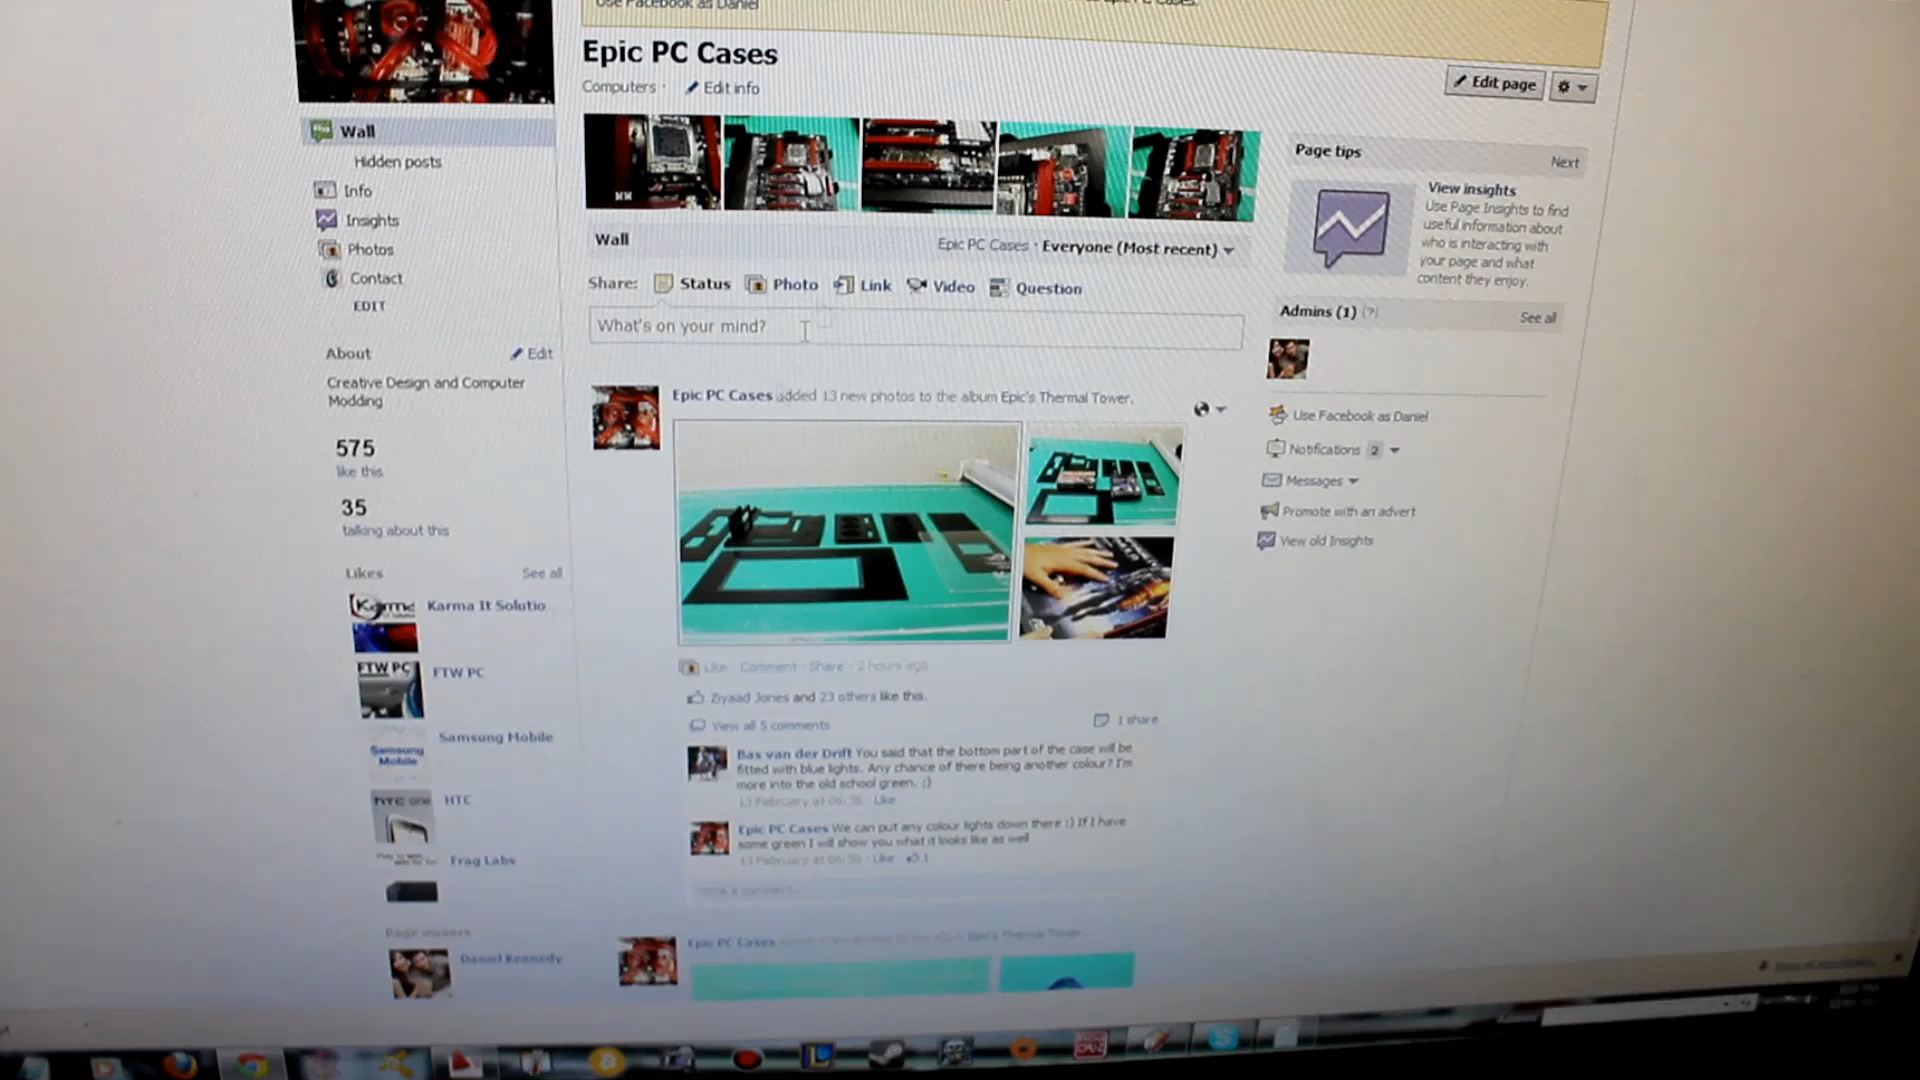 Use Facebook as Daniel
Epic PC Cases
Computers · Edit info
Edit page
Wall
Hidden posts
Info
Insights
Photos
Contact
EDIT
About
Edit
Creative Design and Computer
Modding
575
like this
35
talking about this
Likes
See all
Karma It Solutio
FTW PC
FTW PC
Samsung Mobile
Samsung
Mobile
HTC
hTC one
Frag Labs
Page owners
Daniel Kennedy
Wall
Epic PC Cases · Everyone (Most recent)
Share: Status Photo Link Video Question
What's on your mind?
Epic PC Cases added 13 new photos to the album Epic's Thermal Tower.
Like · Comment · Share · 2 hours ago
Ziyaad Jones and 23 others like this.
View all 5 comments
1 share
Bas van der Drift You said that the bottom part of the case will be
fitted with blue lights. Any chance of there being another colour? I'm
more into the old school green. :)
13 February at 06:36 · Like
Epic PC Cases We can put any colour lights down there :) If I have
some green I will show you what it looks like as well
13 February at 06:30 · Like · 1
Write a comment...
Epic PC Cases
Epic's Thermal Tower
Page tips
Next
View insights
Use Page Insights to find
useful information about
who is interacting with
your page and what
content they enjoy.
Admins (1) [?]
See all
Use Facebook as Daniel
Notifications 2
Messages
Promote with an advert
View old Insights